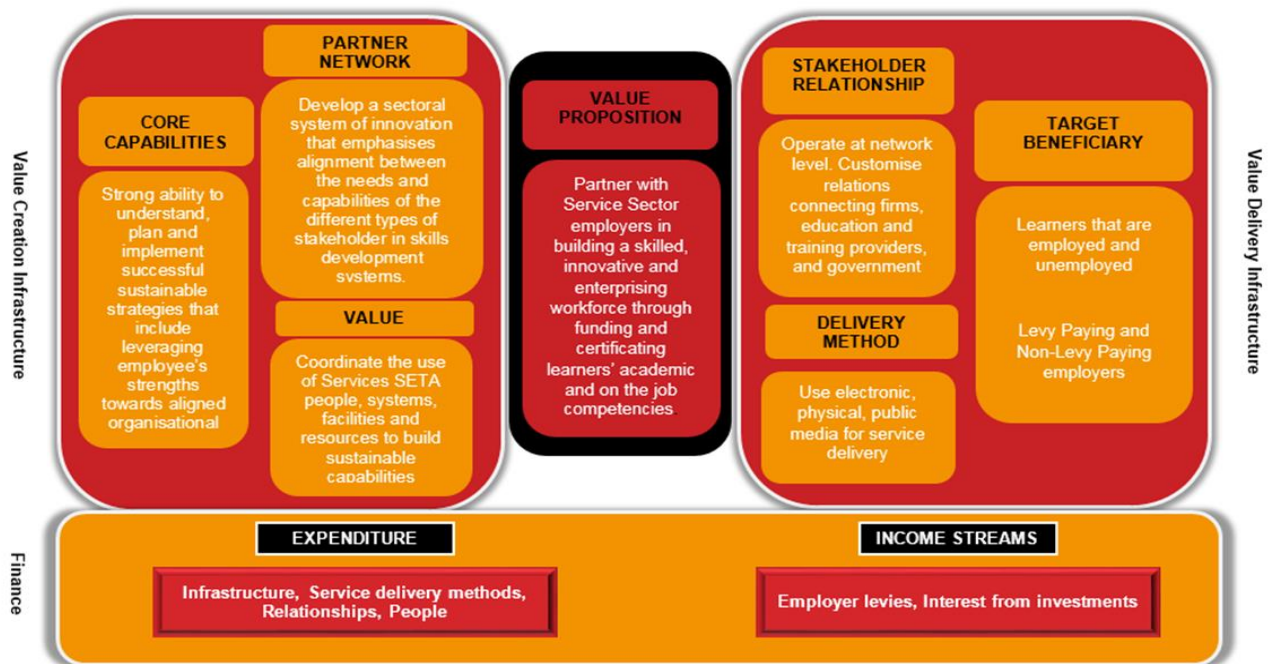 Value Creation Infrastructure
CORE
CAPABILITIES
Strong ability to
understand,
plan and
implement
successful
sustainable
strategies that
include
leveraging
employee's
strengths
towards aligned
organisational
PARTNER
NETWORK
Develop a sectoral
system of innovation
that emphasises
alignment between
the needs and
capabilities of the
different types of
stakeholder in skills
development
systems.
VALUE
Coordinate the use
of Services SETA
people, systems,
facilities and
resources to build
sustainable
capabilities
VALUE
PROPOSITION
Partner with
Service Sector
employers in
building a skilled,
innovative and
enterprising
workforce through
funding and
certificating
learners' academic
and on the job
competencies.
STAKEHOLDER
RELATIONSHIP
Operate at network
level. Customise
relations
connecting firms,
education and
training providers,
and government
DELIVERY
METHOD
Use electronic,
physical, public
media for service
delivery
TARGET
BENEFICIARY
Learners that are
employed and
unemployed
Levy Paying and
Non-Levy Paying
employers
Value Delivery Infrastructure
Finance
EXPENDITURE
Infrastructure, Service delivery methods,
Relationships, People
INCOME STREAMS
Employer levies, Interest from investments